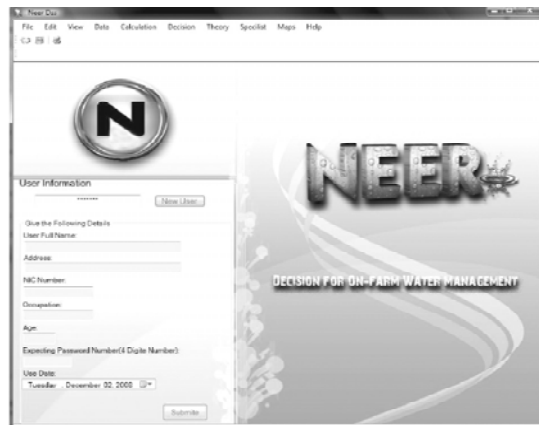 Neer Dss
File Edit View Data Calculation Decision Theory Specilist Maps Help
N
User Information
******* New User
Give the Following Details
User Full Name:
Address:
NIC Number:
Occupation:
Age:
Expecting Password Number(4 Digite Number):
Use Date:
Tuesday , December 02, 2008
Submite
NEER
DECISION FOR ON-FARM WATER MANAGEMENT